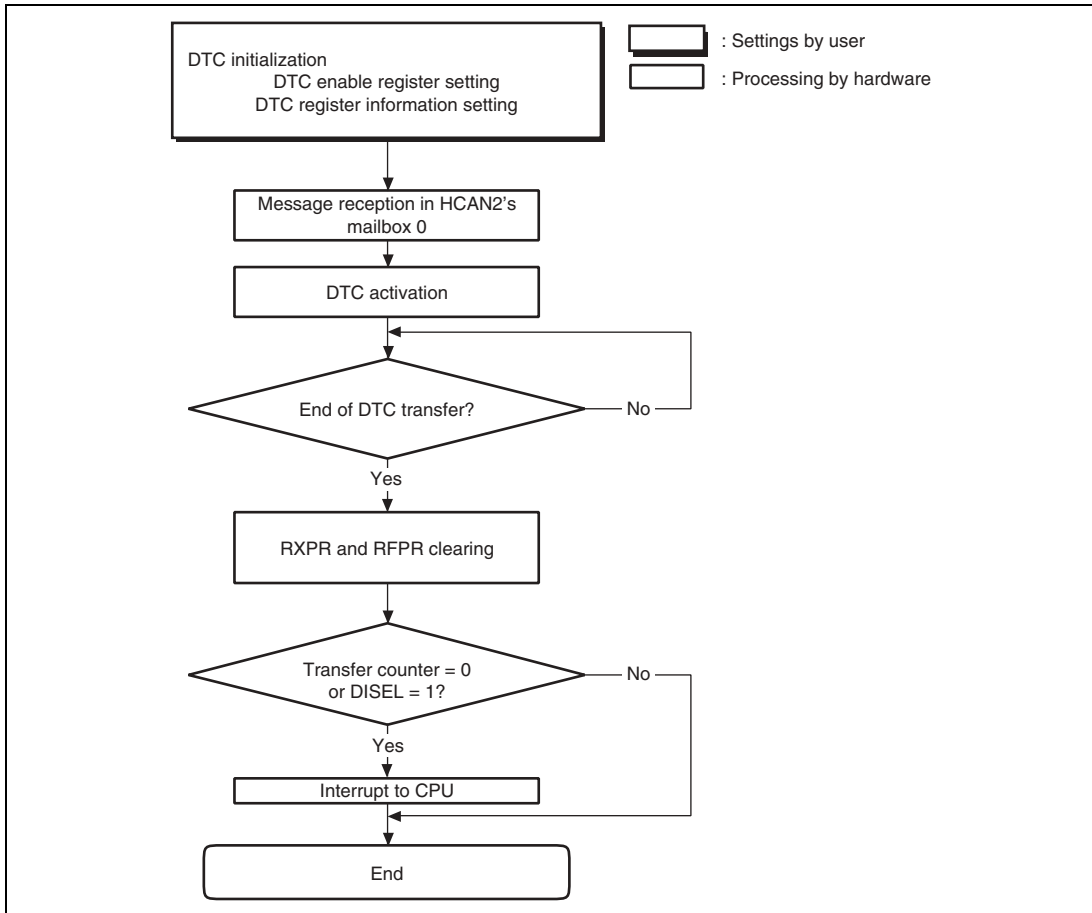 DTC initialization
DTC enable register setting
DTC register information setting
: Settings by user
: Processing by hardware
Message reception in HCAN2's
mailbox 0
DTC activation
End of DTC transfer?
No
Yes
RXPR and RFPR clearing
Transfer counter = 0
or DISEL = 1?
No
Yes
Interrupt to CPU
End